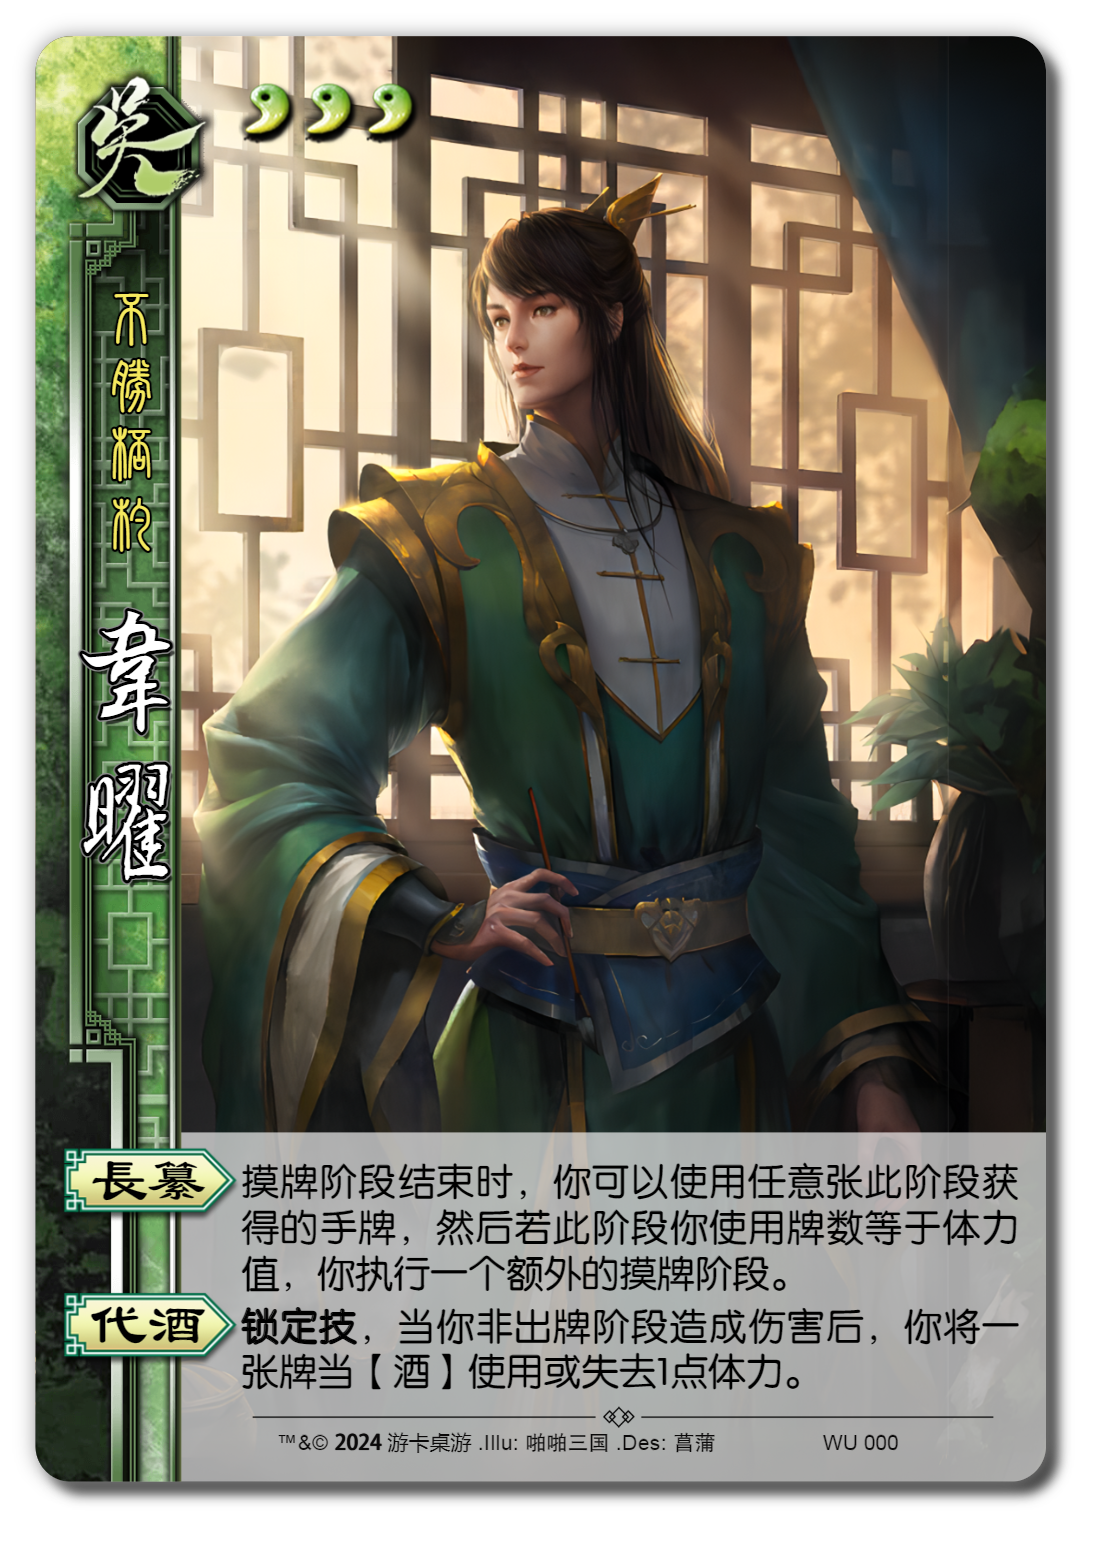 吳
不勝桮杓
韋曜
長纂
摸牌阶段结束时，你可以使用任意张此阶段获
得的手牌，然后若此阶段你使用牌数等于体力
值，你执行一个额外的摸牌阶段。
代酒
锁定技，当你非出牌阶段造成伤害后，你将一
张牌当【酒】使用或失去1点体力。
™&© 2024 游卡桌游 .Illu: 啪啪三国 .Des: 菖蒲 WU 000